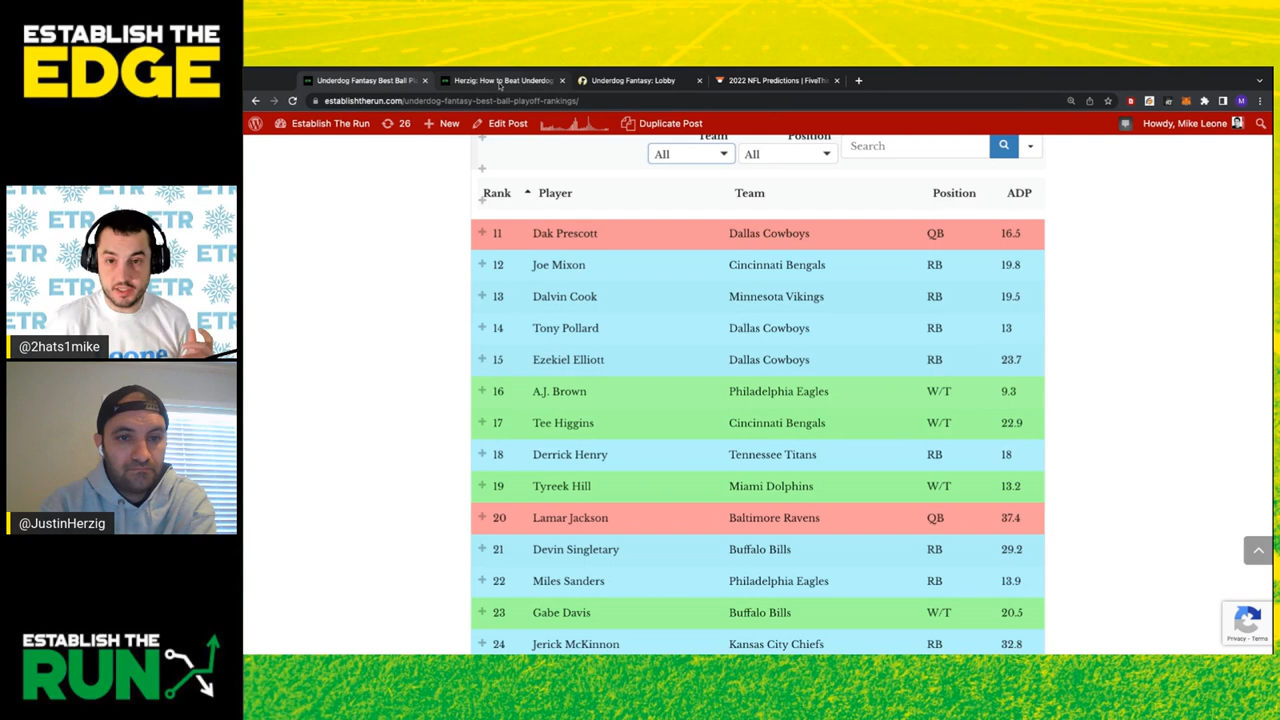 ESTABLISH THE
EDGE
Underdog Fantasy Best Ball Pl
Herzig: How to Beat Underdog
Underdog Fantasy: Lobby
2022 NFL Predictions | FiveThi
establishtherun.com/underdog-fantasy-best-ball-playoff-rankings/
Establish The Run
26
New
Edit Post
Duplicate Post
Howdy, Mike Leone
Team
Position
All
All
Search
Rank
Player
Team
Position
ADP
11 Dak Prescott Dallas Cowboys QB 16.5
12 Joe Mixon Cincinnati Bengals RB 19.8
13 Dalvin Cook Minnesota Vikings RB 19.5
14 Tony Pollard Dallas Cowboys RB 13
15 Ezekiel Elliott Dallas Cowboys RB 23.7
16 A.J. Brown Philadelphia Eagles W/T 9.3
17 Tee Higgins Cincinnati Bengals W/T 22.9
18 Derrick Henry Tennessee Titans RB 18
19 Tyreek Hill Miami Dolphins W/T 13.2
20 Lamar Jackson Baltimore Ravens QB 37.4
21 Devin Singletary Buffalo Bills RB 29.2
22 Miles Sanders Philadelphia Eagles RB 13.9
23 Gabe Davis Buffalo Bills W/T 20.5
24 Jerick McKinnon Kansas City Chiefs RB 32.8
Privacy - Terms
ETR
@2hats1mike
@JustinHerzig
ESTABLISH THE
RUN